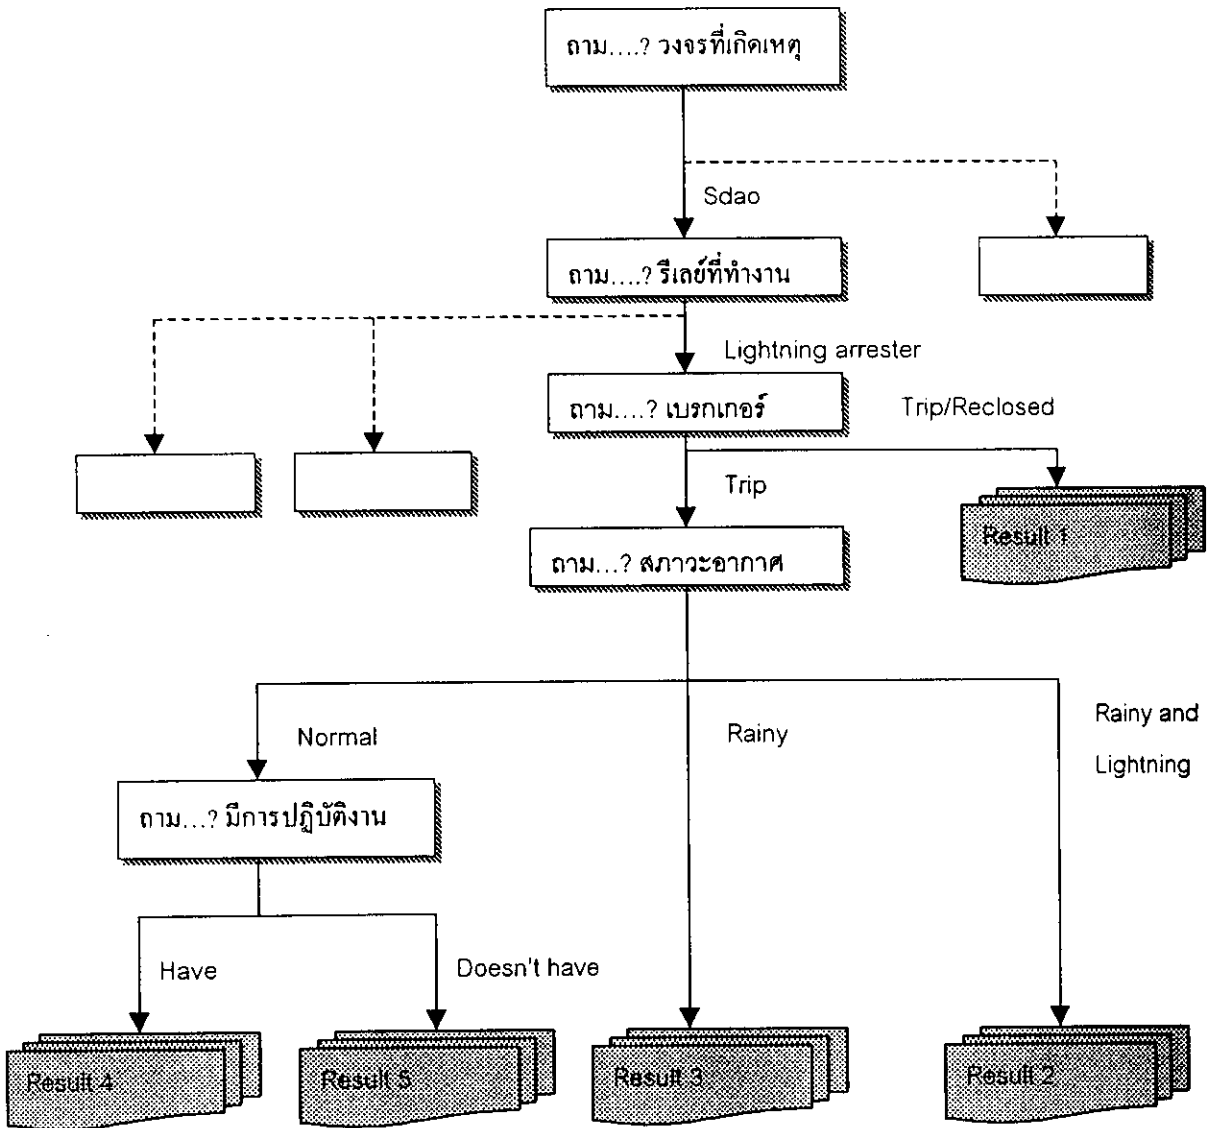 ถาม....? วงจรที่เกิดเหตุ
Sdao
ถาม....? รีเลย์ที่ทำงาน
Lightning arrester
ถาม....? เบรกเกอร์
Trip/Reclosed
Trip
Result 1
ถาม...? สภาวะอากาศ
Normal
Rainy
Rainy and
Lightning
ถาม...? มีการปฏิบัติงาน
Have
Doesn't have
Result 4
Result 5
Result 3
Result 2